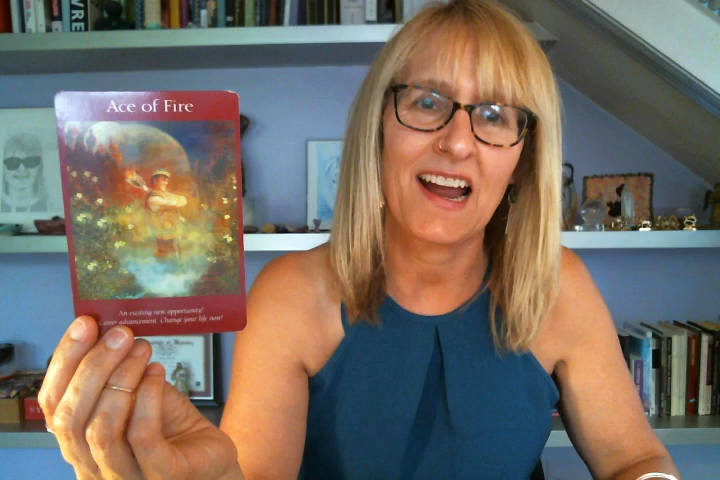 Ace of Fire
An exciting new opportunity!
Career advancement. Change your life now!